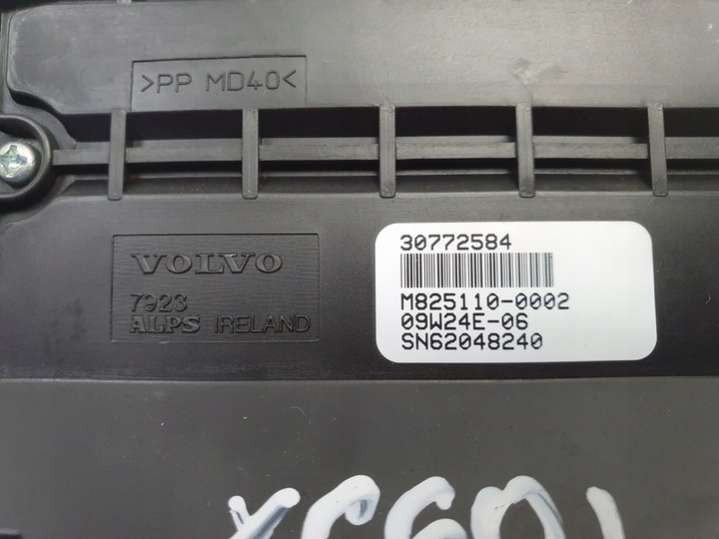 >PP MD40<
VOLVO
7923
ALPS IRELAND
30772584
M825110-0002
09W24E-06
SN62048240